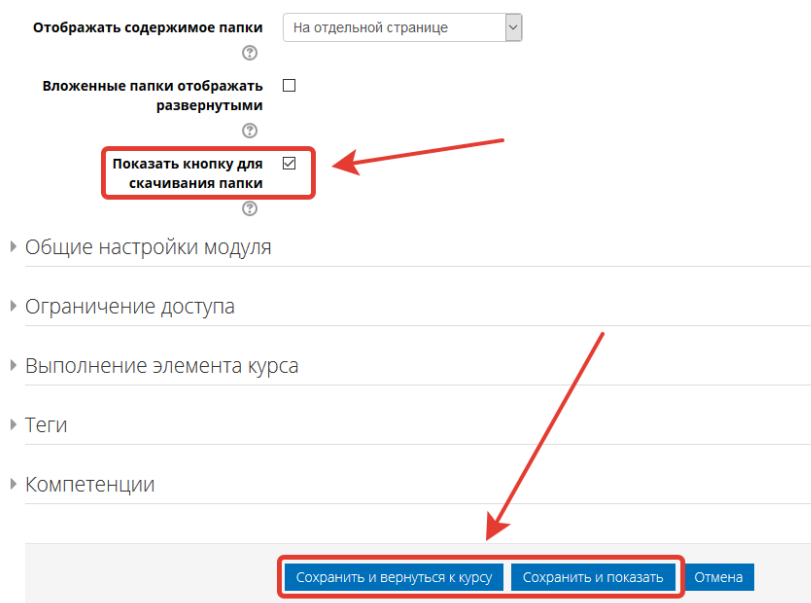 Отображать содержимое папки
На отдельной странице
Вложенные папки отображать
развернутыми
Показать кнопку для
скачивания папки
Общие настройки модуля
Ограничение доступа
Выполнение элемента курса
Теги
Компетенции
Сохранить и вернуться к курсу Сохранить и показать Отмена